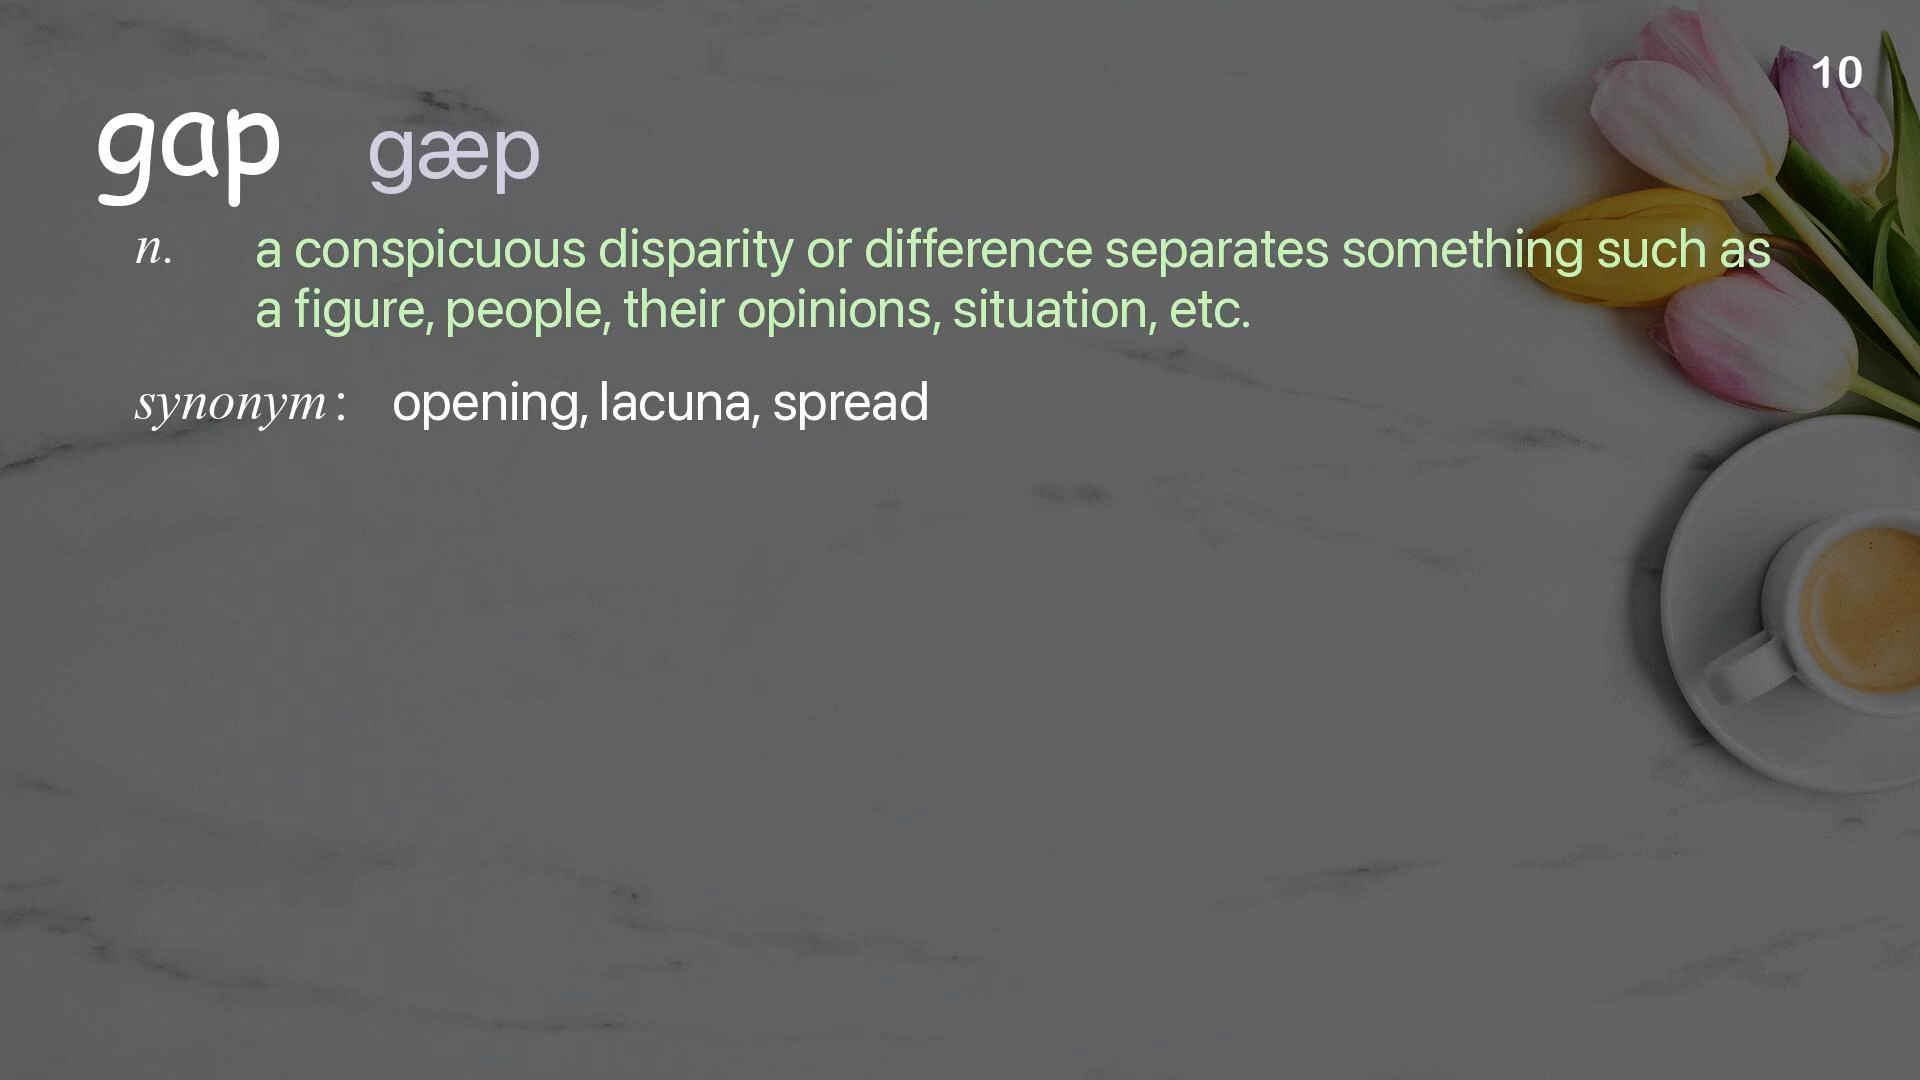 10
gap gæp
n. a conspicuous disparity or difference separates something such as
a figure, people, their opinions, situation, etc.
synonym: opening, lacuna, spread